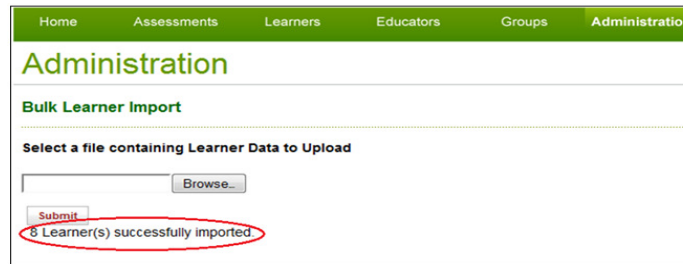 Home Assessments Learners Educators Groups Administratio
Administration
Bulk Learner Import
Select a file containing Learner Data to Upload
Browse...
Submit
8 Learner(s) successfully imported.